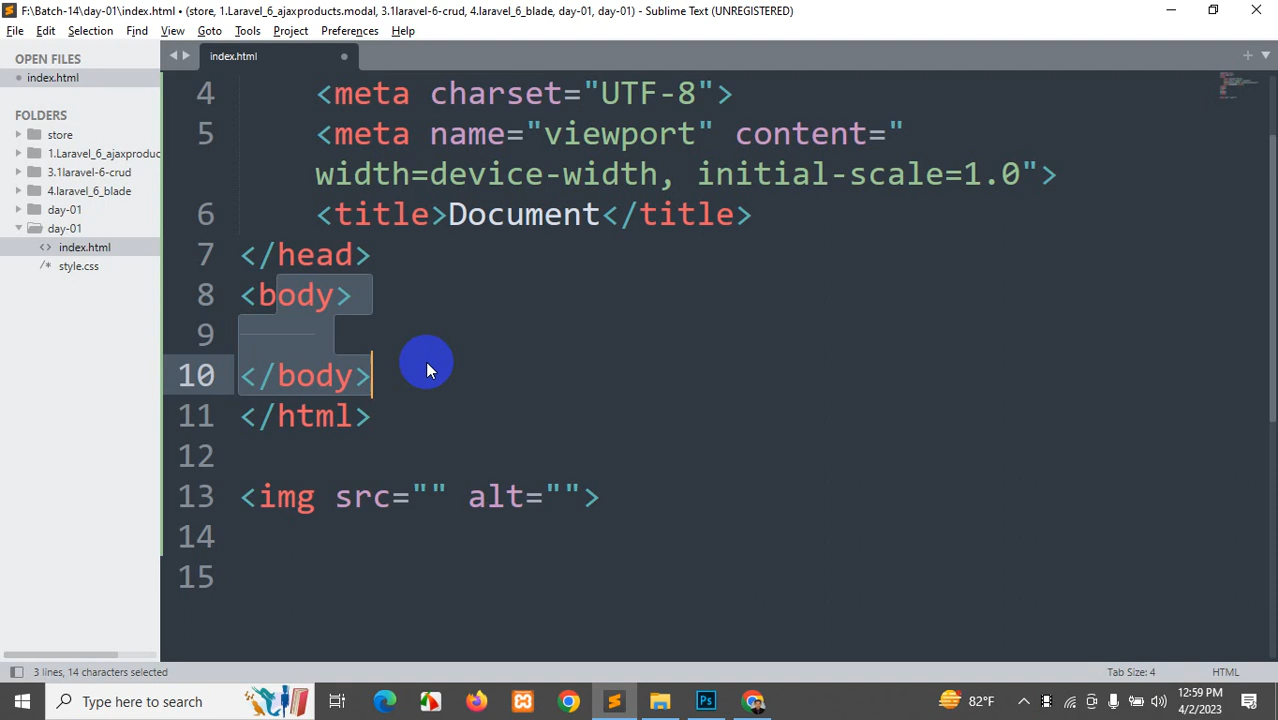 F:\Batch-14\day-01\index.html • (store, 1.Laravel_6_ajaxproducts.modal, 3.1laravel-6-crud, 4.laravel_6_blade, day-01, day-01) - Sublime Text (UNREGISTERED)
File Edit Selection Find View Goto Tools Project Preferences Help
OPEN FILES
index.html
index.html
FOLDERS
store
1.Laravel_6_ajaxproduc
3.1laravel-6-crud
4.laravel_6_blade
day-01
day-01
index.html
style.css
4 <meta charset="UTF-8">
5 <meta name="viewport" content="
width=device-width, initial-scale=1.0">
6 <title>Document</title>
7 </head>
8 <body>
9
10 </body>
11 </html>
12
13 <img src="" alt="">
14
15
3 lines, 14 characters selected
Tab Size: 4
HTML
Type here to search
Ps
82°F
12:59 PM
4/2/2023